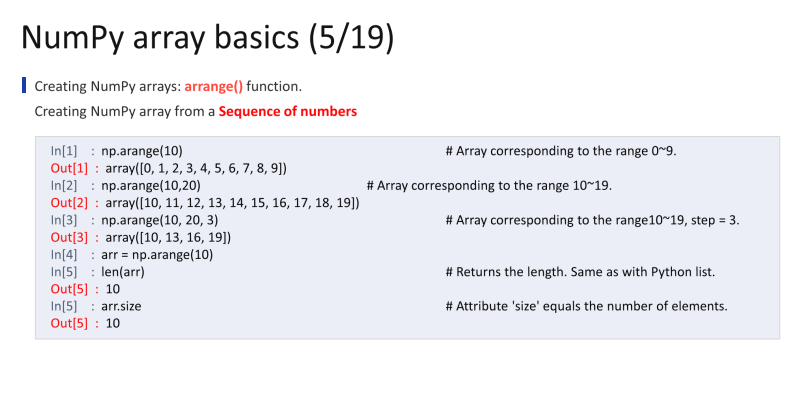 NumPy array basics (5/19)
Creating NumPy arrays: arrange() function.
Creating NumPy array from a Sequence of numbers
In[1] : np.arange(10) # Array corresponding to the range 0~9.
Out[1] : array([0, 1, 2, 3, 4, 5, 6, 7, 8, 9])
In[2] : np.arange(10,20) # Array corresponding to the range 10~19.
Out[2] : array([10, 11, 12, 13, 14, 15, 16, 17, 18, 19])
In[3] : np.arange(10, 20, 3) # Array corresponding to the range10~19, step = 3.
Out[3] : array([10, 13, 16, 19])
In[4] : arr = np.arange(10)
In[5] : len(arr) # Returns the length. Same as with Python list.
Out[5] : 10
In[5] : arr.size # Attribute 'size' equals the number of elements.
Out[5] : 10